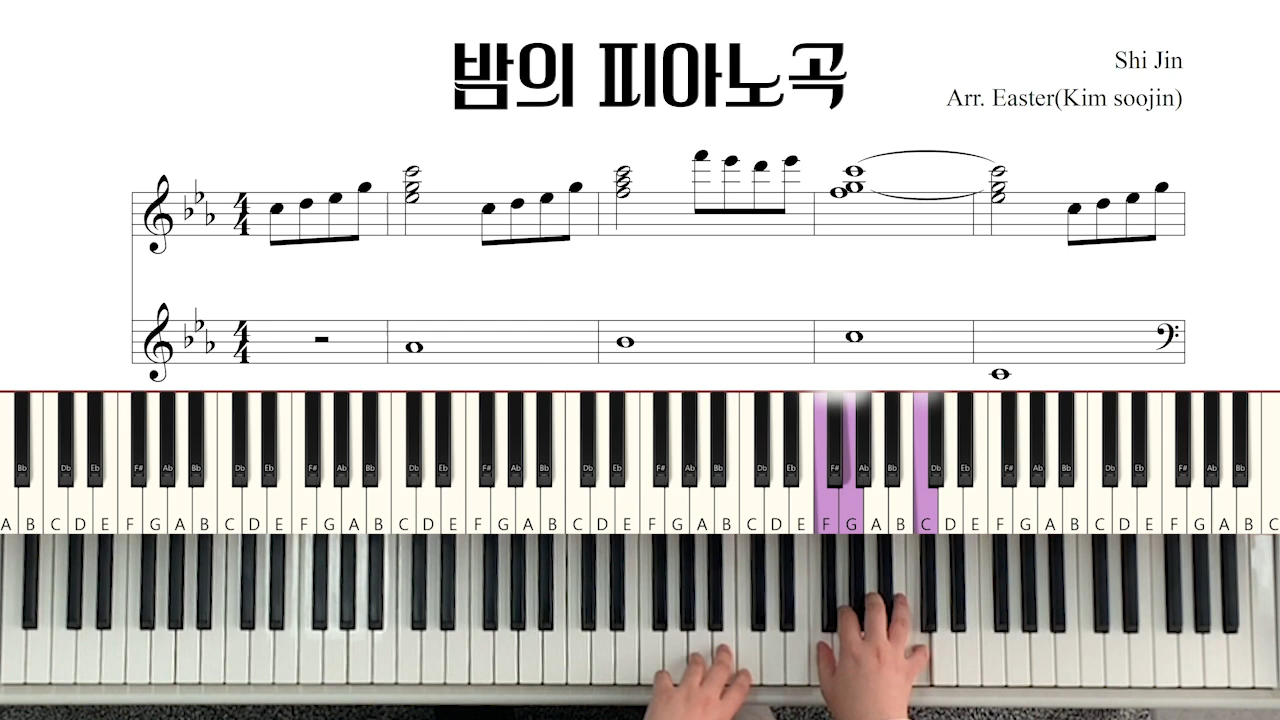 밤의 피아노곡
Shi Jin
Arr. Easter(Kim soojin)
4 4
4 4
Bb Db Eb F# Ab Bb Db Eb F# Ab Bb Db Eb F# Ab Bb Db Eb F# Ab Bb Db Eb F# Ab Bb Db Eb F# Ab Bb Db Eb F# Ab Bb
A B C D E F G A B C D E F G A B C D E F G A B C D E F G A B C D E F G A B C D E F G A B C D E F G A B C